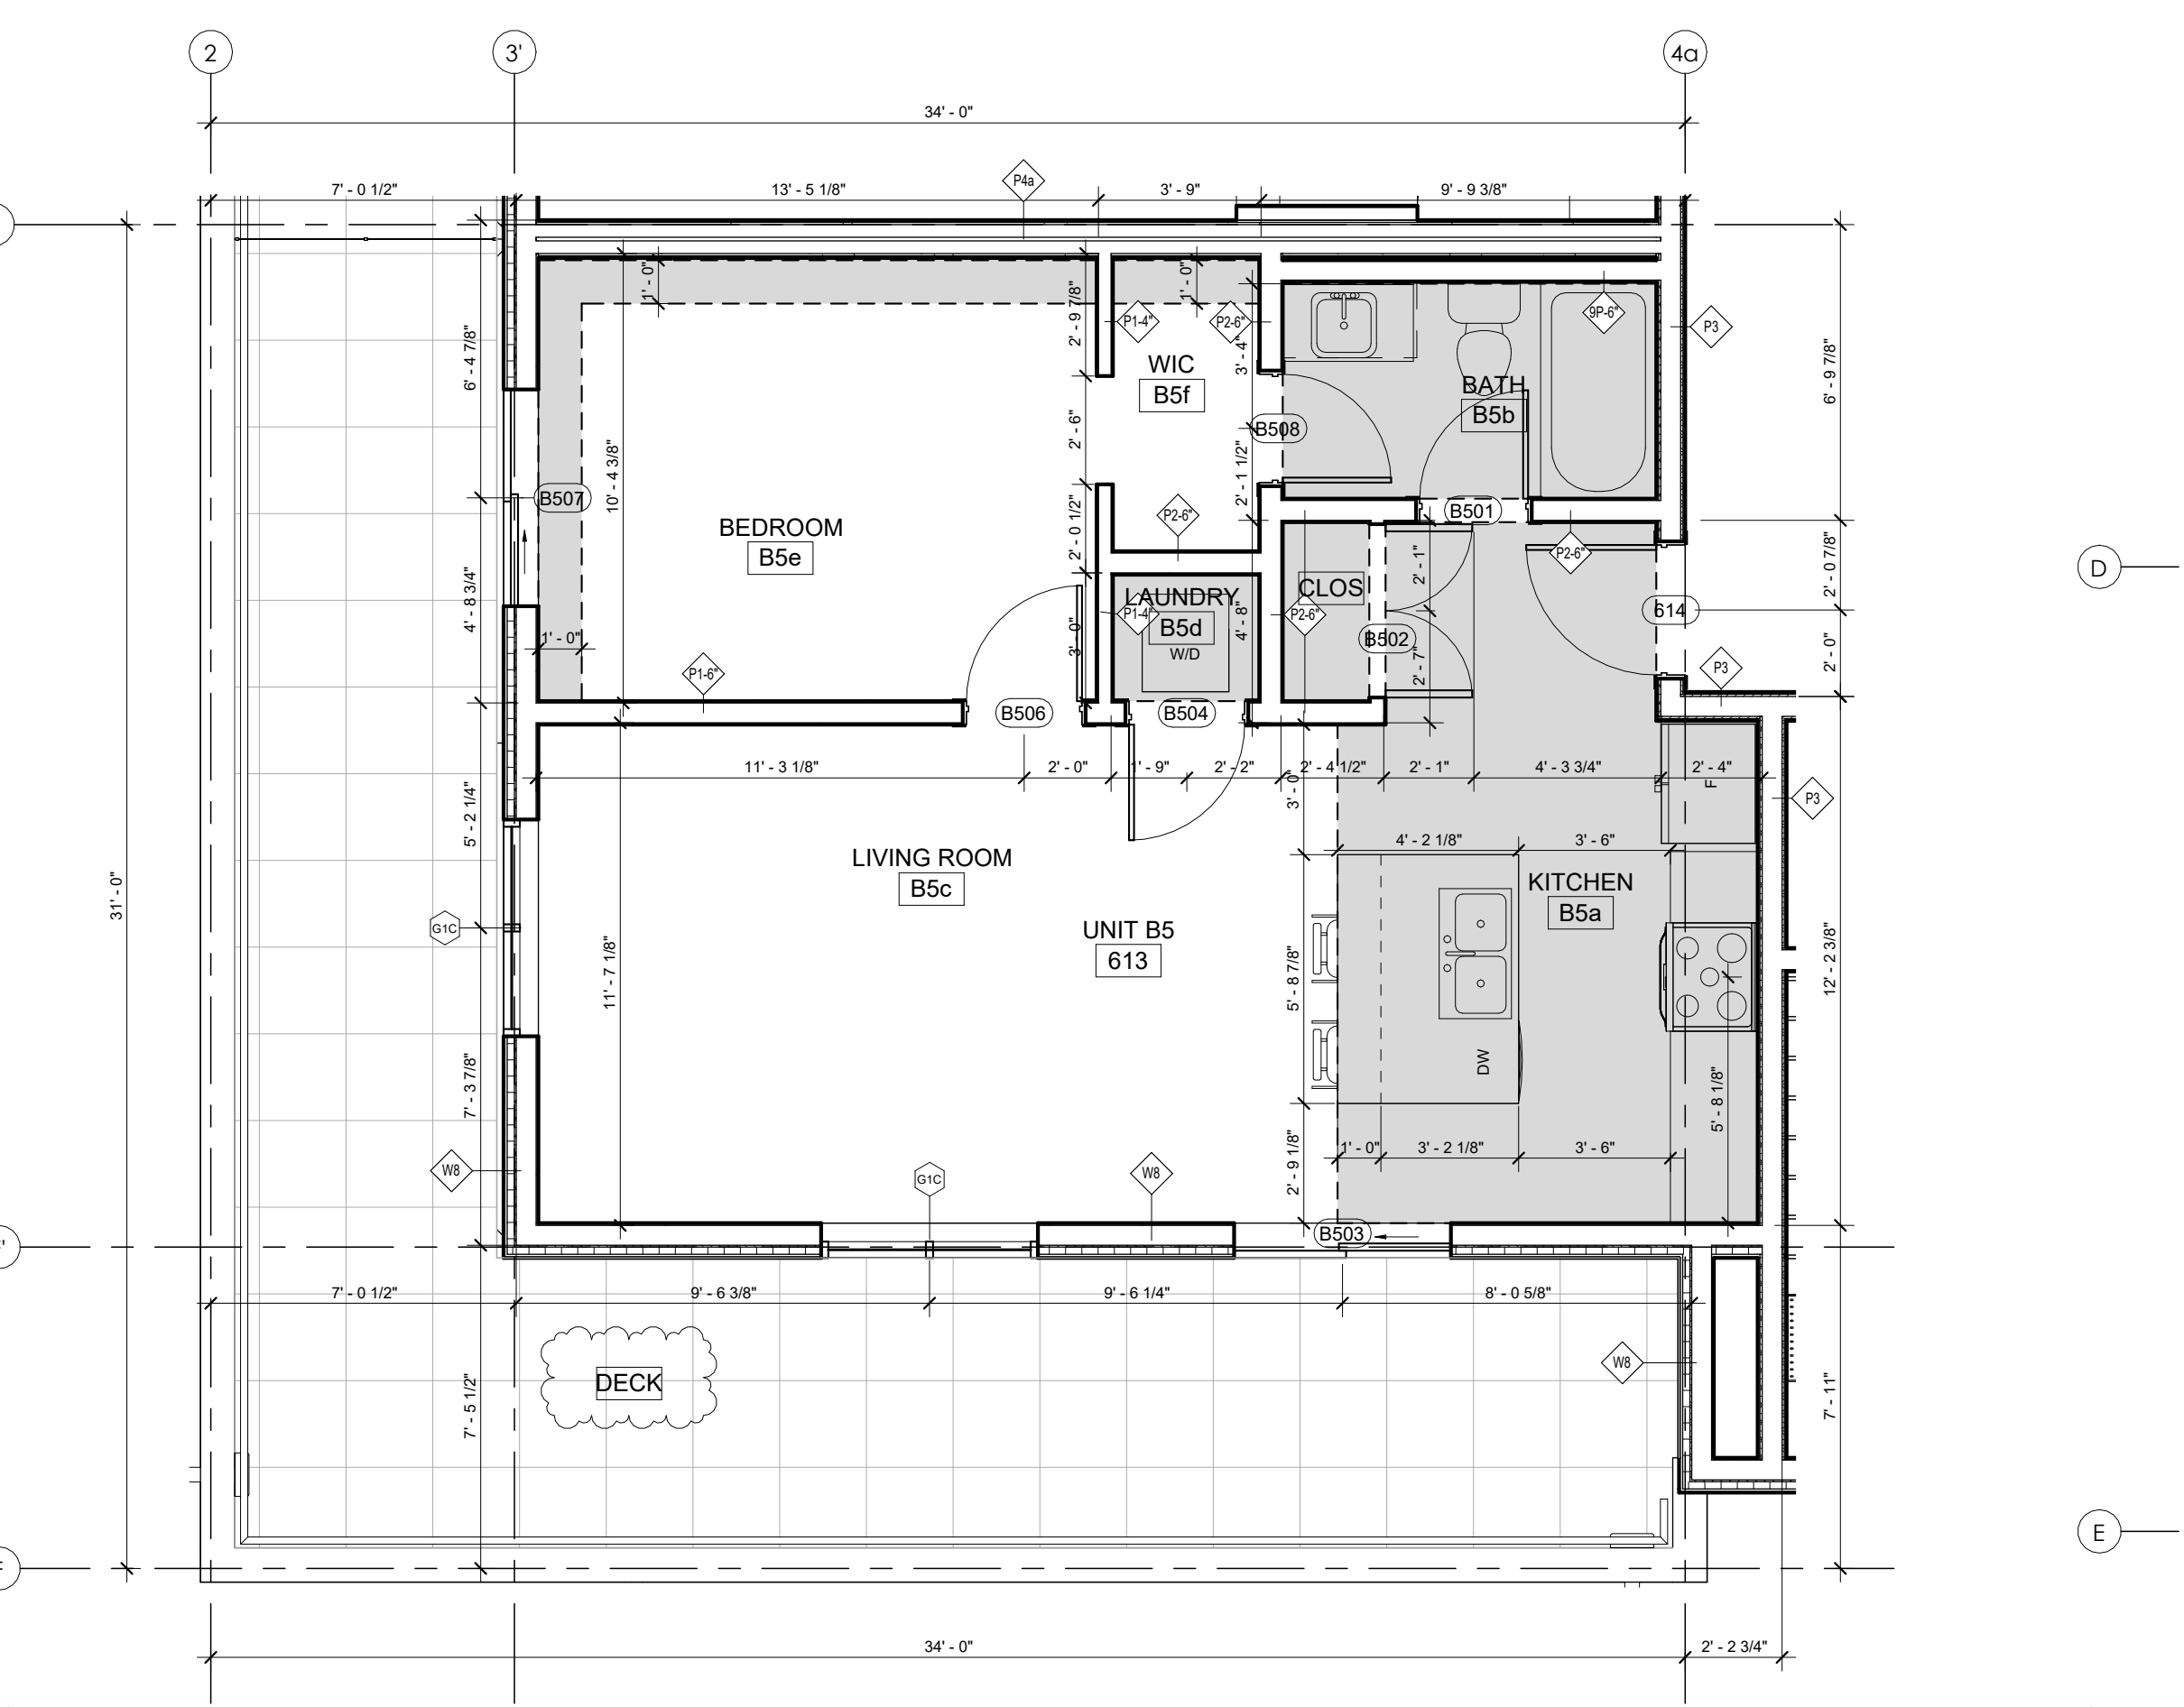 2
3'
4a
34' - 0"
7' - 0 1/2"
13' - 5 1/8"
P4a
3' - 9"
9' - 9 3/8"
1' - 0"
1' - 0"
2' - 9 7/8"
P1-4"
P2-6"
3' - 4"
9P-6"
P3
6' - 4 7/8"
6' - 9 7/8"
WIC
B5f
BATH
B5b
10' - 4 3/8"
2' - 6"
B508
2' - 1 1/2"
B507
BEDROOM
B5e
P2-6"
B501
2' - 0 1/2"
P2-6"
2' - 1"
2' - 0 7/8"
D
4' - 8 3/4"
LAUNDRY
B5d
W/D
P1-4"
4' - 8"
CLOS
P2-6"
614
1' - 0"
3' - 0"
B502
2' - 7"
2' - 0"
P1-6"
P3
B506
B504
11' - 3 1/8"
2' - 0"
1' - 9"
2' - 2"
2' - 4 1/2"
2' - 1"
4' - 3 3/4"
2' - 4"
F
3' - 0"
P3
5' - 2 1/4"
4' - 2 1/8"
3' - 6"
LIVING ROOM
B5c
KITCHEN
B5a
31' - 0"
G1C
UNIT B5
613
11' - 7 1/8"
5' - 8 7/8"
12' - 2 3/8"
DW
7' - 3 7/8"
5' - 8 1/8"
1' - 0"
3' - 2 1/8"
3' - 6"
2' - 9 1/8"
W8
G1C
W8
B503
7' - 0 1/2"
9' - 6 3/8"
9' - 6 1/4"
8' - 0 5/8"
W8
DECK
7' - 5 1/2"
7' - 11"
E
34' - 0"
2' - 2 3/4"